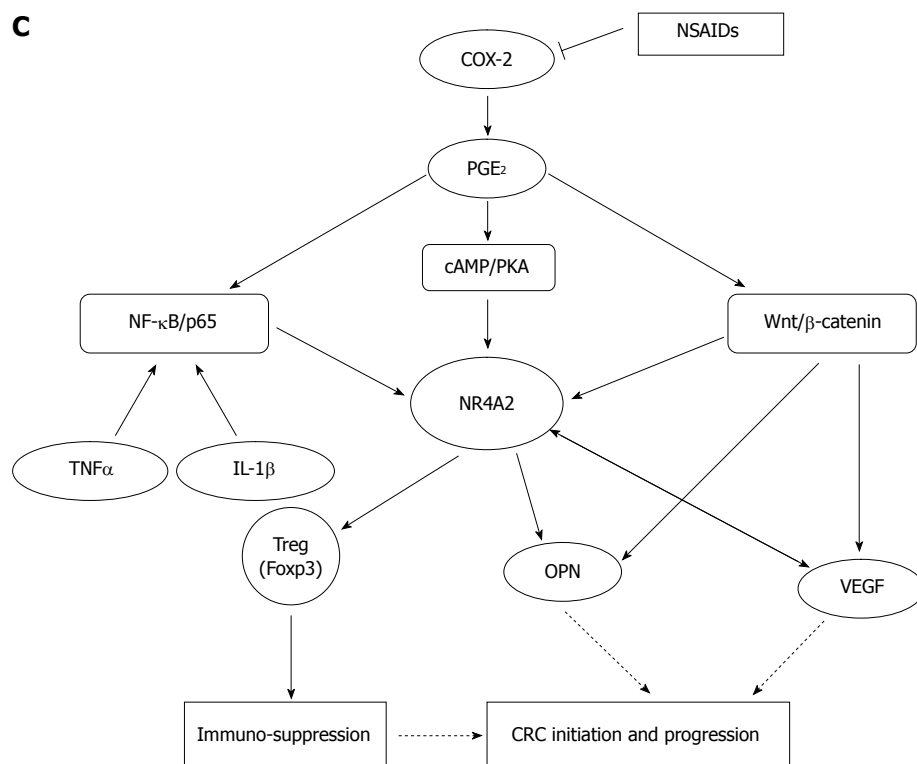 C
NSAIDs
COX-2
PGE2
cAMP/PKA
NF-κB/p65
Wnt/β-catenin
NR4A2
TNFα
IL-1β
Treg
(Foxp3)
OPN
VEGF
Immuno-suppression
CRC initiation and progression